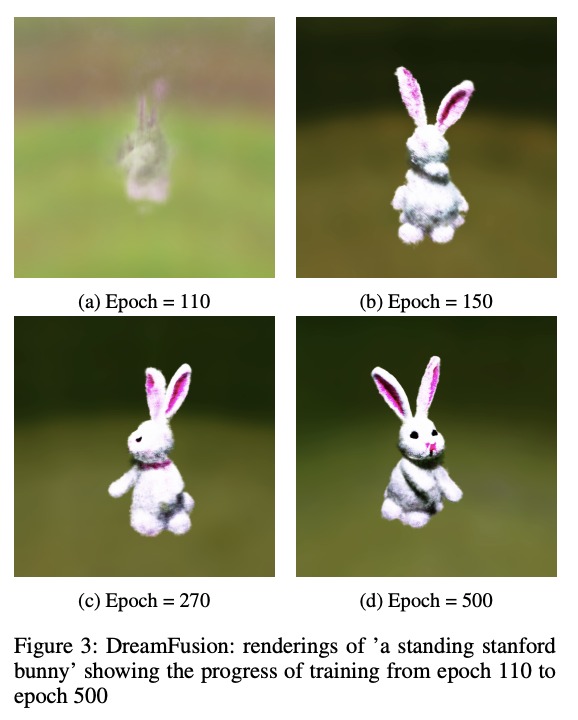 (a) Epoch = 110
(b) Epoch = 150
(c) Epoch = 270
(d) Epoch = 500
Figure 3: DreamFusion: renderings of ’a standing stanford
bunny’ showing the progress of training from epoch 110 to
epoch 500